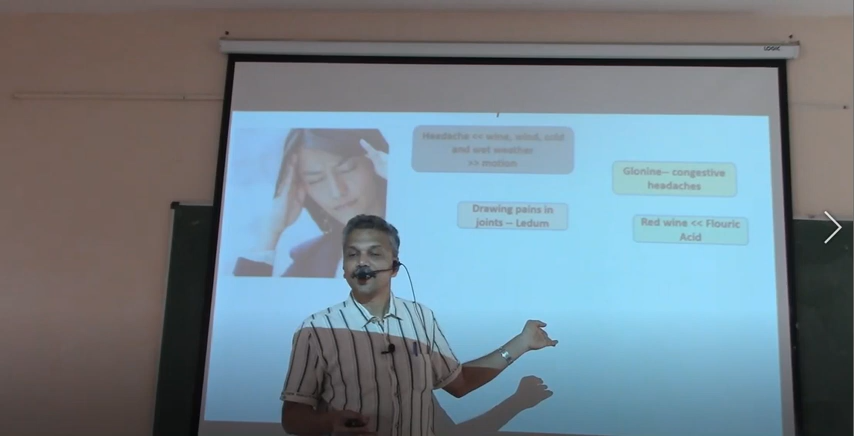 LOGIC
Headache << wine, wind, cold
and wet weather
>> motion
Glonine-- congestive
headaches
Drawing pains in
joints -- Ledum
Red wine << Flouric
Acid